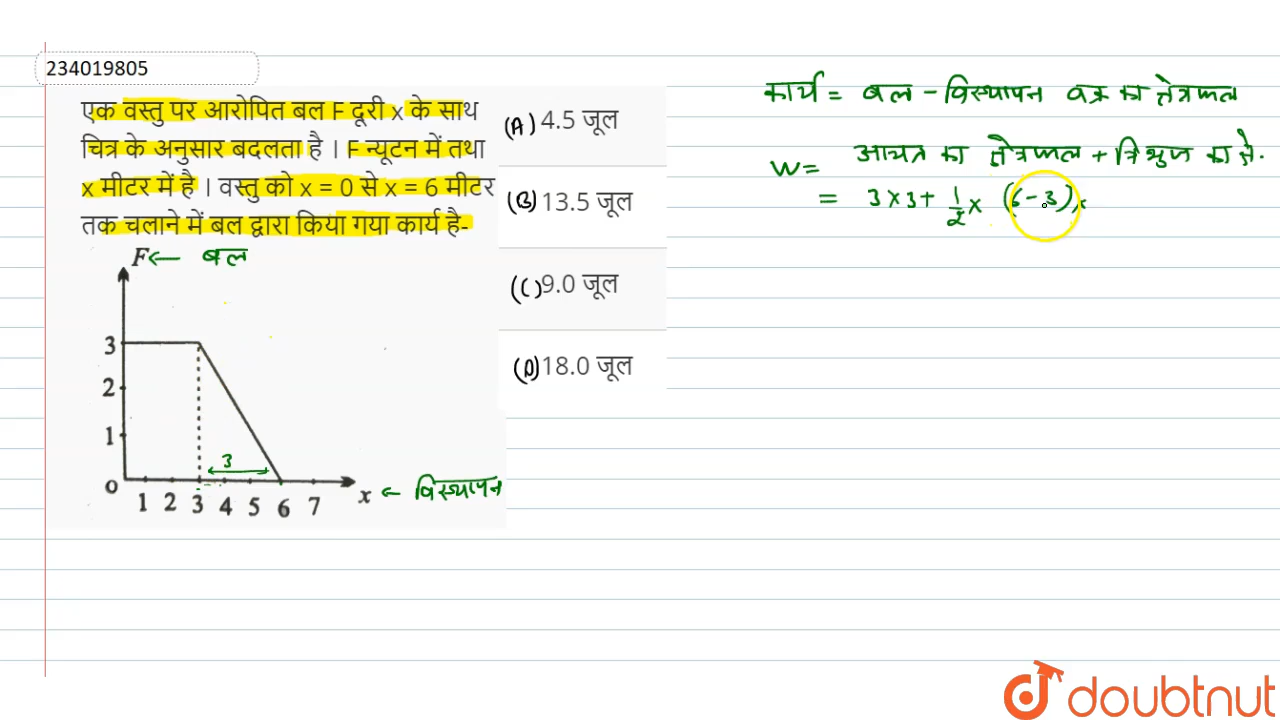 234019805
एक वस्तु पर आरोपित बल F दूरी x के साथ
चित्र के अनुसार बदलता है । F न्यूटन में तथा
x मीटर में है । वस्तु को x = 0 से x = 6 मीटर
तक चलाने में बल द्वारा किया गया कार्य है-
F ← बल
3
2
1
3
O
1 2 3 4 5 6 7
x ← विस्थापन
(A) 4.5 जूल
(B) 13.5 जूल
(C) 9.0 जूल
(D) 18.0 जूल
कार्य = बल - विस्थापन वक्र का क्षेत्रफल
W = आयत का क्षेत्रफल + त्रिभुज का क्षे.
= 3 × 3 + 1/2 × (6 - 3) ×
doubtnut